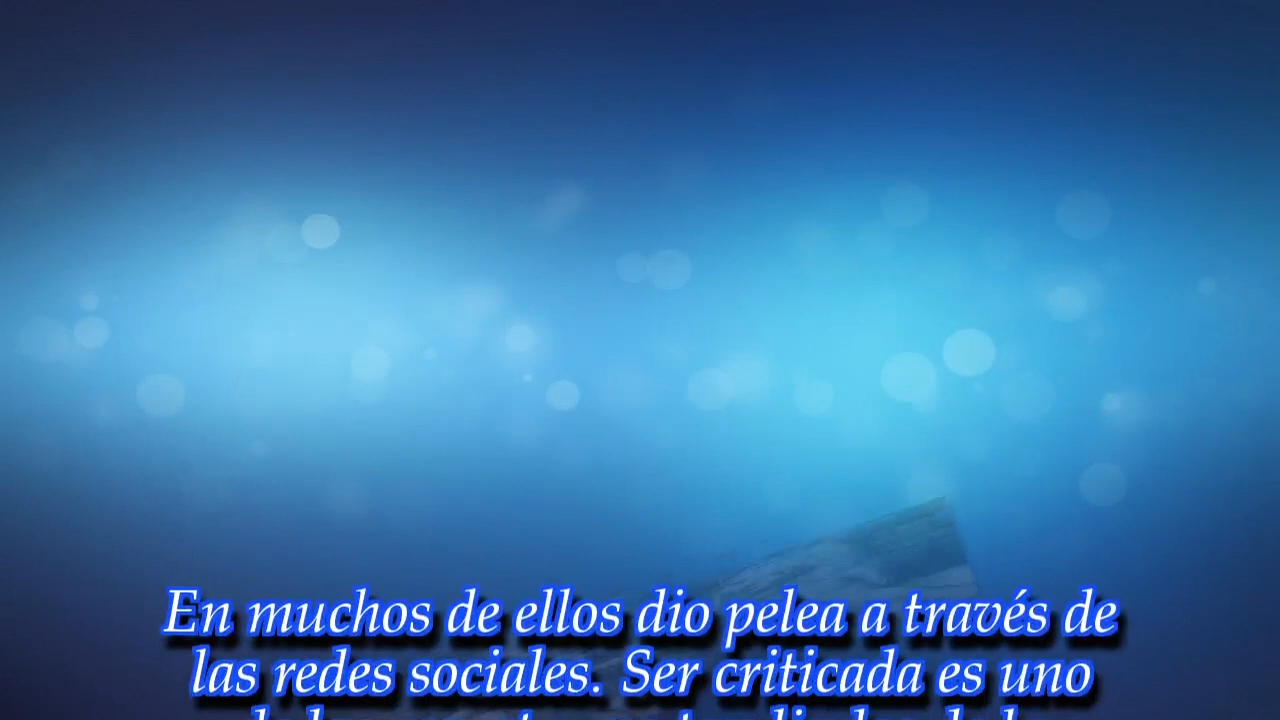 En muchos de ellos dio pelea a través de
las redes sociales. Ser criticada es uno